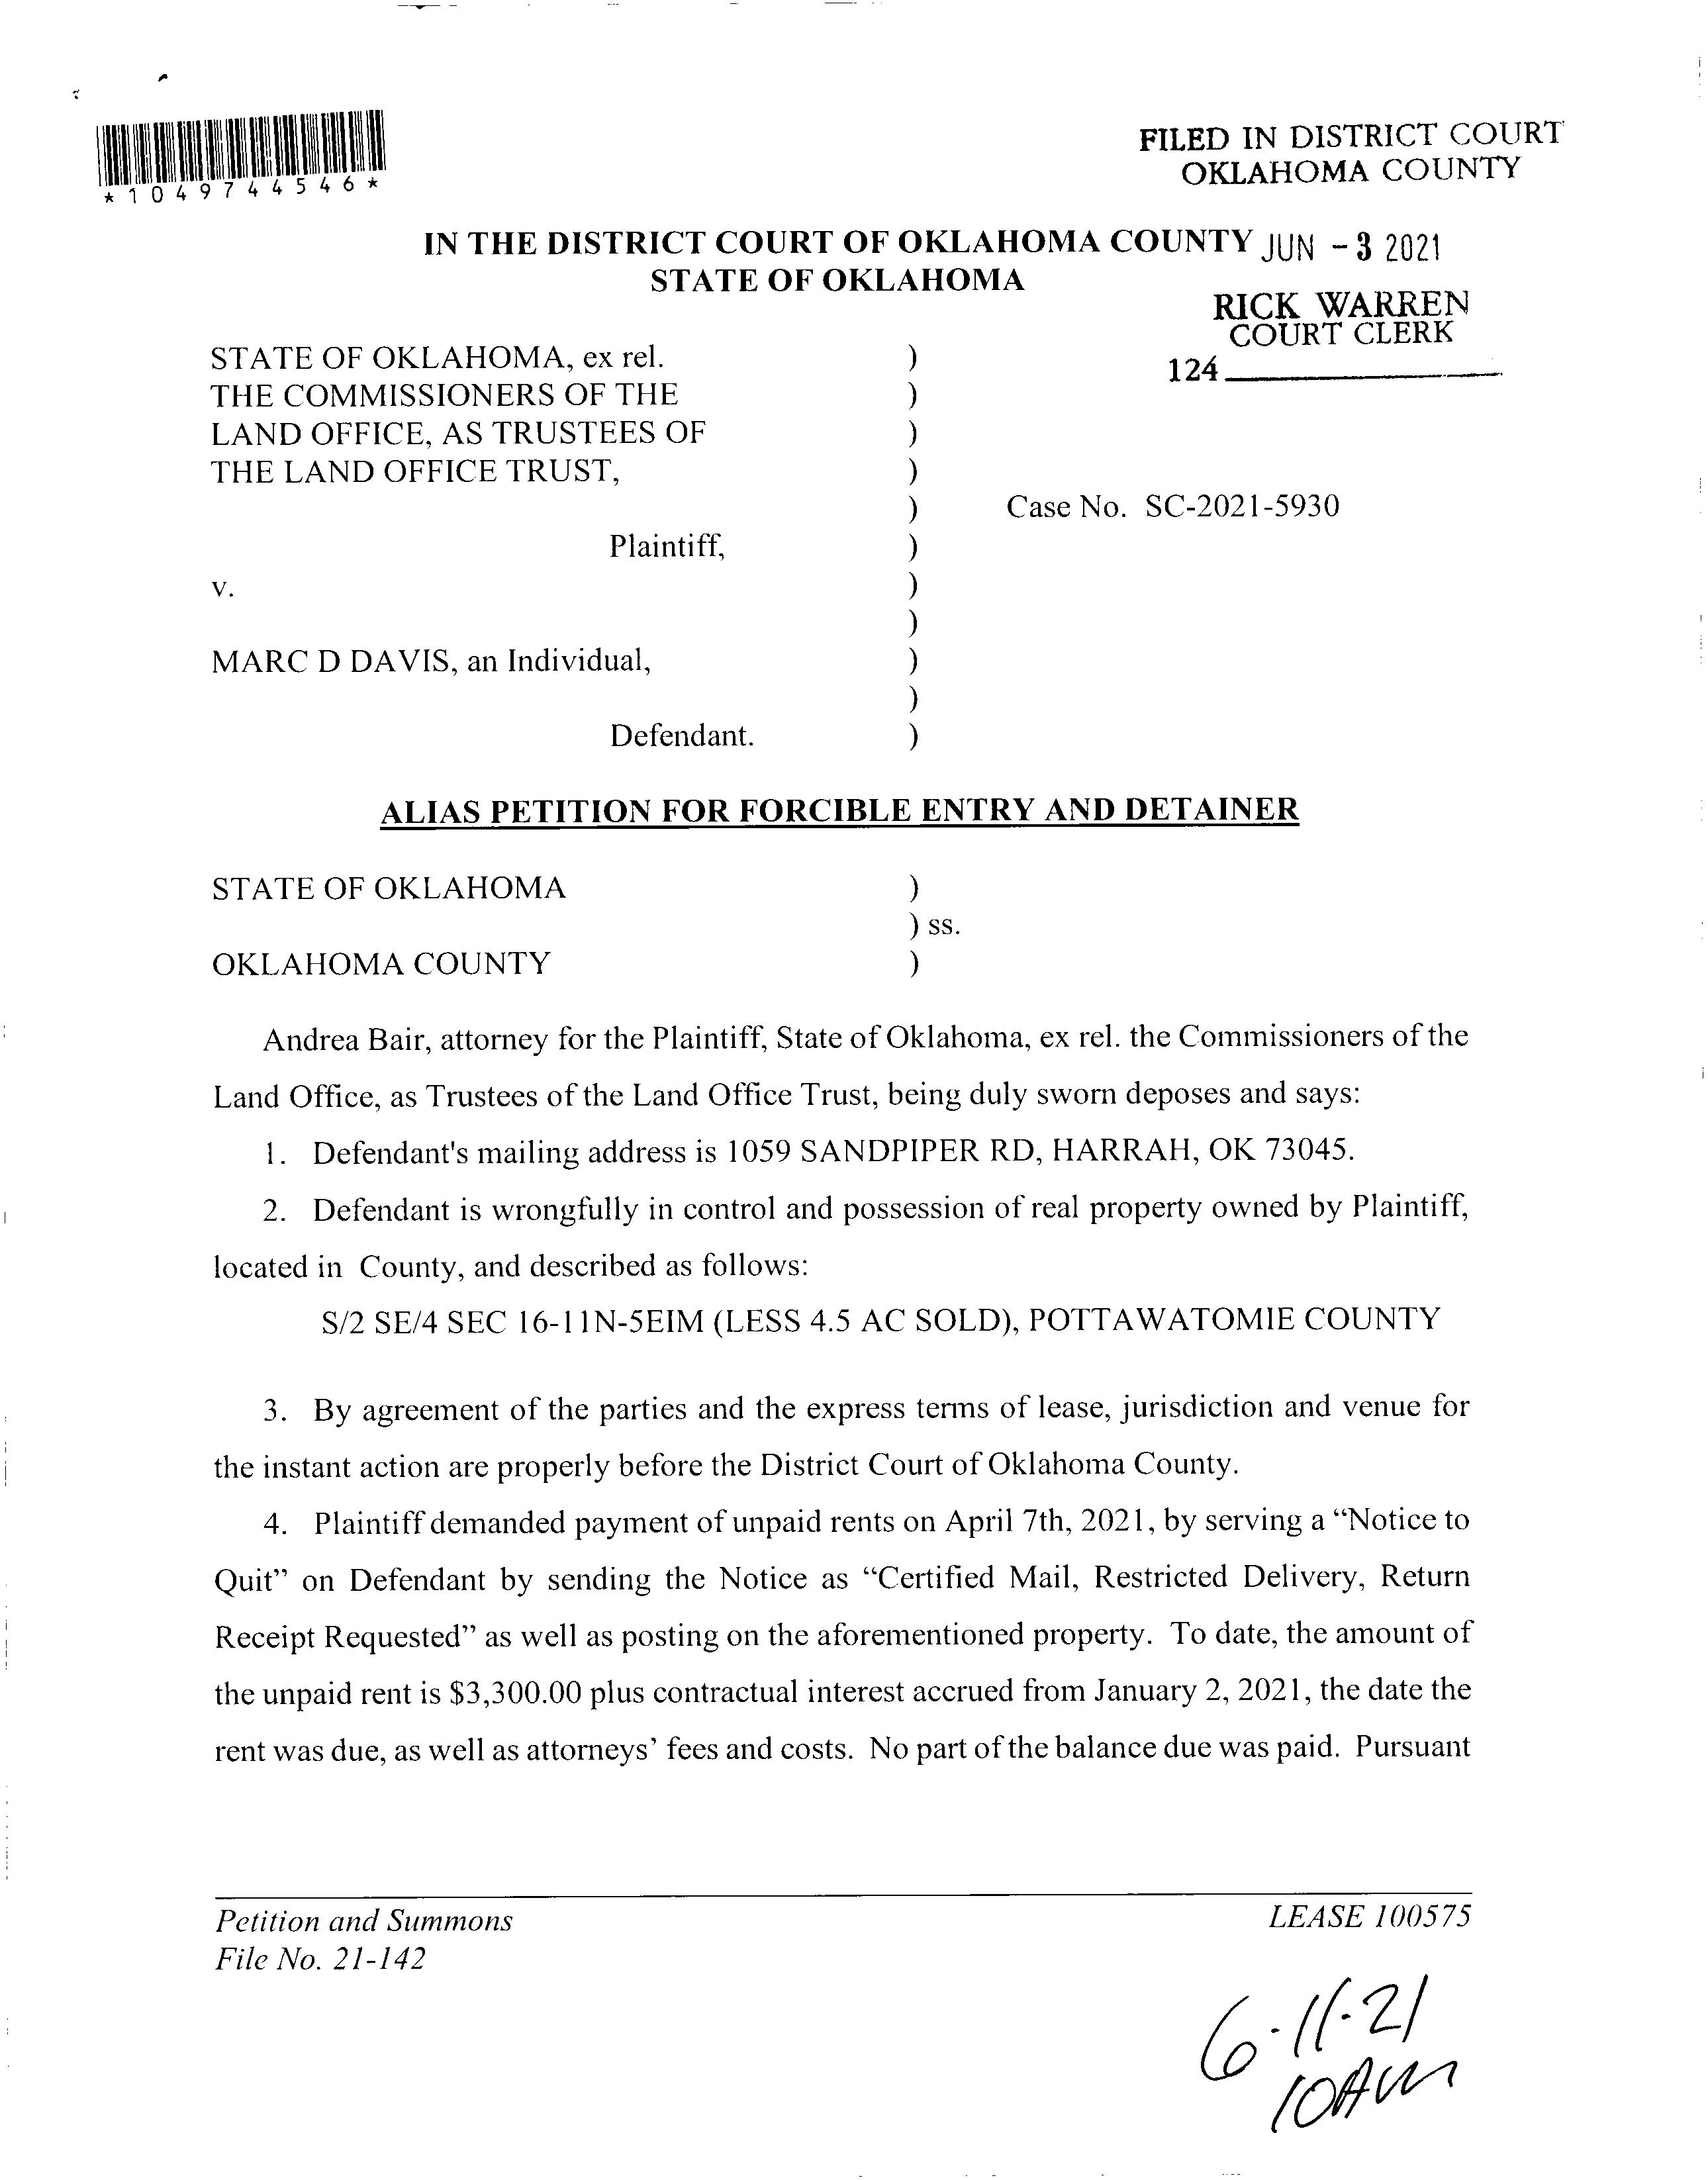 *1049744546*
FILED IN DISTRICT COURT
OKLAHOMA COUNTY
IN THE DISTRICT COURT OF OKLAHOMA COUNTY JUN - 3 2021
STATE OF OKLAHOMA
RICK WARREN
COURT CLERK
124
STATE OF OKLAHOMA, ex rel. )
THE COMMISSIONERS OF THE )
LAND OFFICE, AS TRUSTEES OF )
THE LAND OFFICE TRUST, )
) Case No. SC-2021-5930
Plaintiff, )
v. )
)
MARC D DAVIS, an Individual, )
)
Defendant. )
ALIAS PETITION FOR FORCIBLE ENTRY AND DETAINER
STATE OF OKLAHOMA )
) ss.
OKLAHOMA COUNTY )
Andrea Bair, attorney for the Plaintiff, State of Oklahoma, ex rel. the Commissioners of the
Land Office, as Trustees of the Land Office Trust, being duly sworn deposes and says:
1. Defendant's mailing address is 1059 SANDPIPER RD, HARRAH, OK 73045.
2. Defendant is wrongfully in control and possession of real property owned by Plaintiff,
located in County, and described as follows:
S/2 SE/4 SEC 16-11N-5EIM (LESS 4.5 AC SOLD), POTTAWATOMIE COUNTY
3. By agreement of the parties and the express terms of lease, jurisdiction and venue for
the instant action are properly before the District Court of Oklahoma County.
4. Plaintiff demanded payment of unpaid rents on April 7th, 2021, by serving a “Notice to
Quit” on Defendant by sending the Notice as “Certified Mail, Restricted Delivery, Return
Receipt Requested” as well as posting on the aforementioned property. To date, the amount of
the unpaid rent is $3,300.00 plus contractual interest accrued from January 2, 2021, the date the
rent was due, as well as attorneys’ fees and costs. No part of the balance due was paid. Pursuant
Petition and Summons LEASE 100575
File No. 21-142
6-11-21
10AM